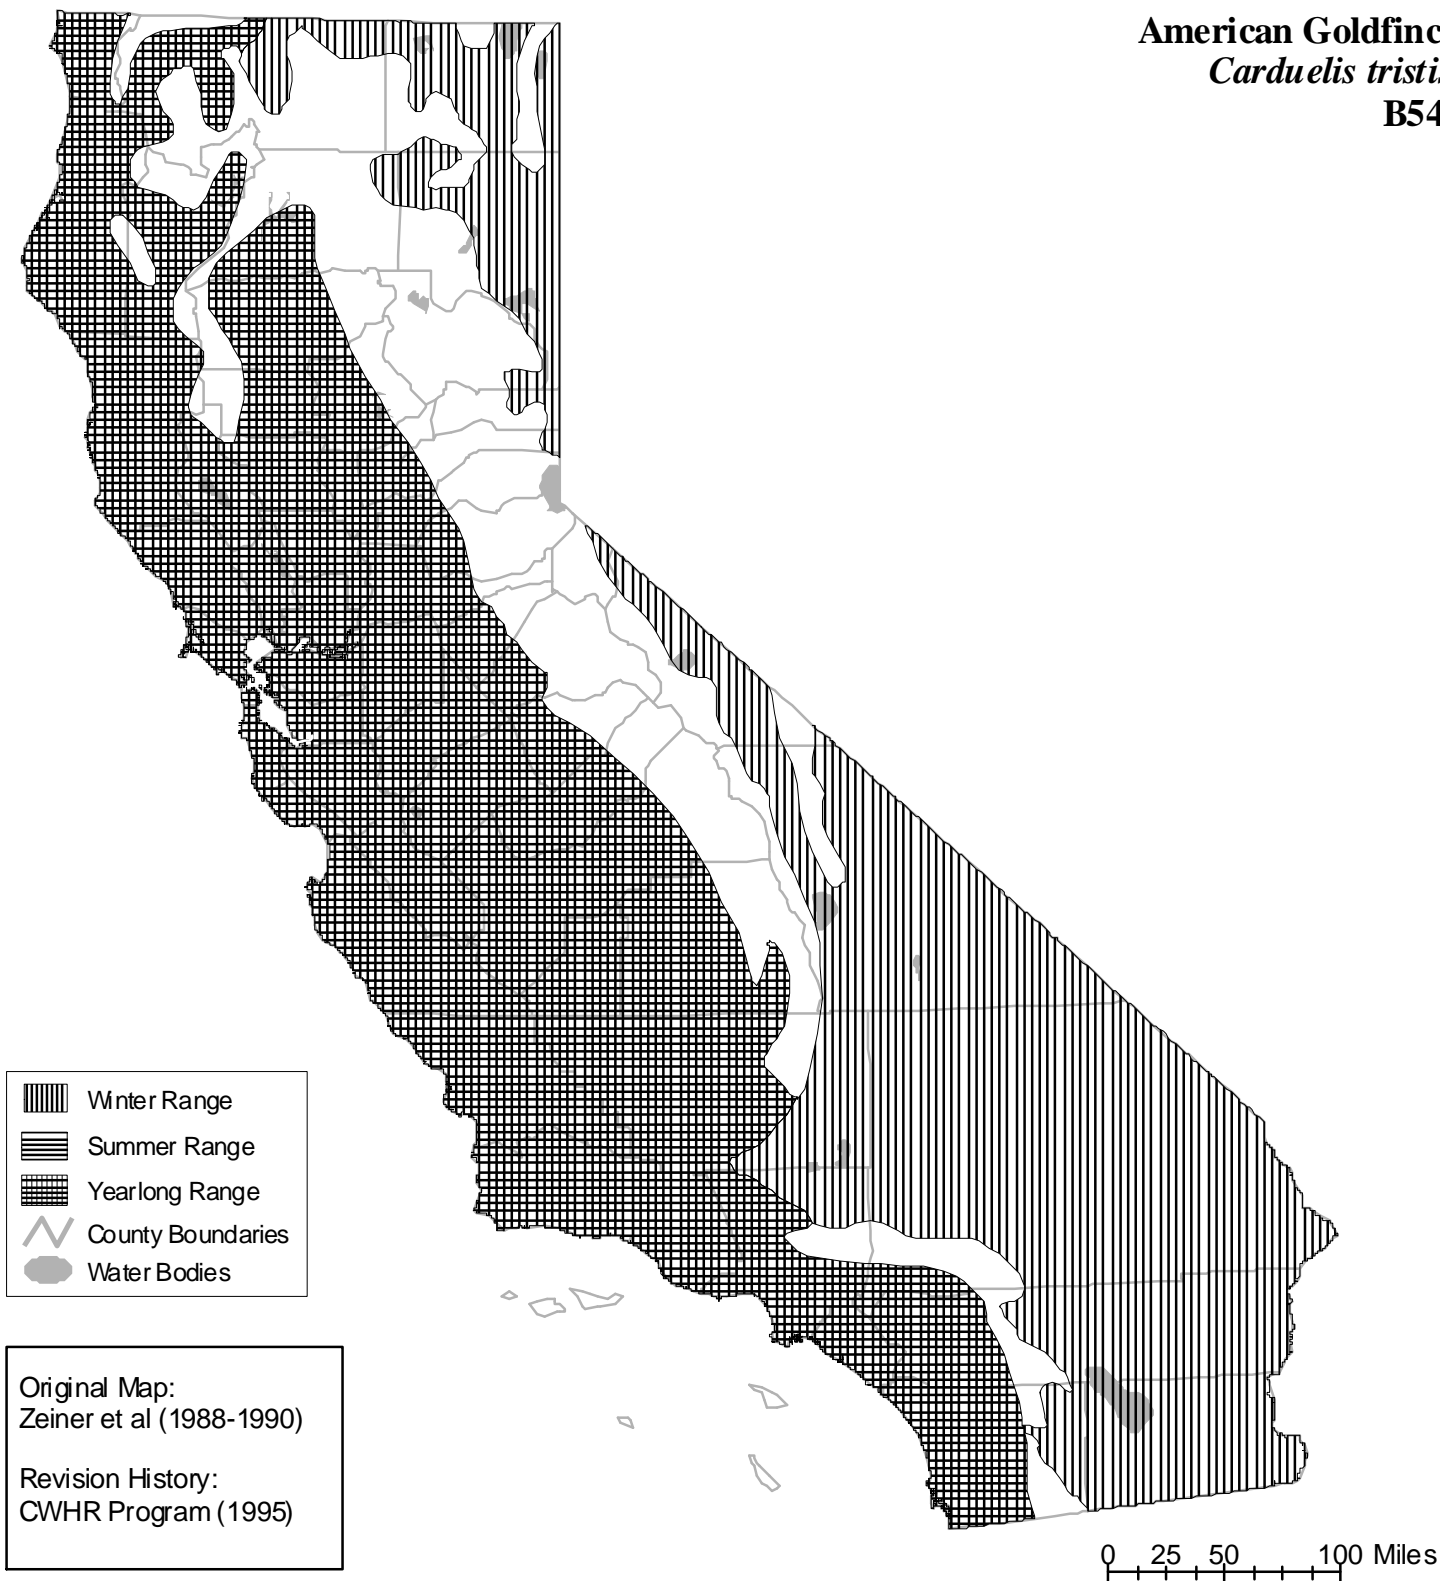 American Goldfinc
Carduelis tristis
B54
Winter Range
Summer Range
Yearlong Range
County Boundaries
Water Bodies
Original Map:
Zeiner et al (1988-1990)
Revision History:
CWHR Program (1995)
0 25 50 100 Miles